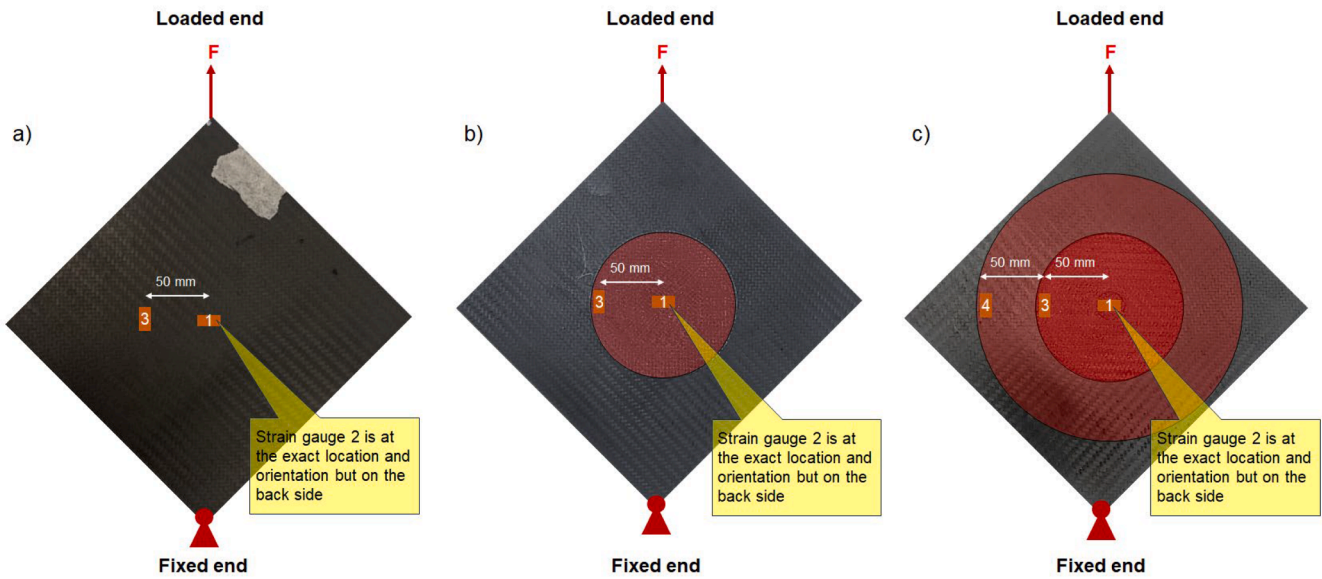 Loaded end
F
a)
50 mm
3
1
Strain gauge 2 is at
the exact location and
orientation but on the
back side
Fixed end
Loaded end
F
b)
50 mm
3
1
Strain gauge 2 is at
the exact location and
orientation but on the
back side
Fixed end
Loaded end
F
c)
50 mm 50 mm
4
3
1
Strain gauge 2 is at
the exact location and
orientation but on the
back side
Fixed end